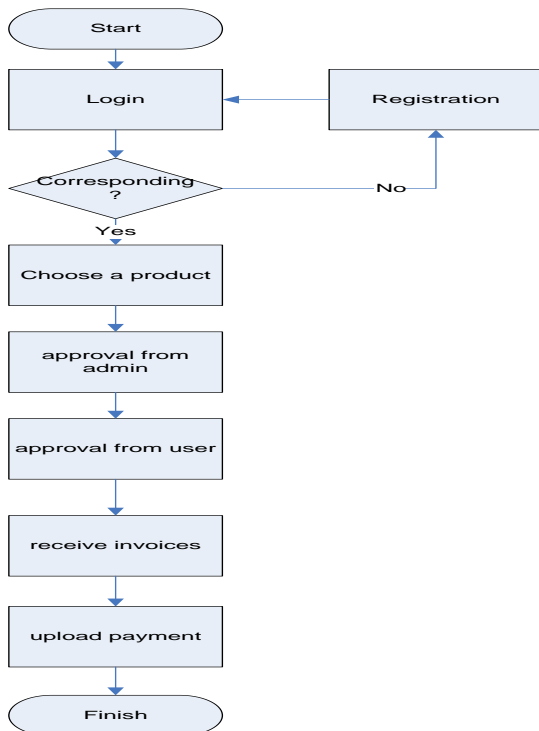 Start
Login
Registration
Corresponding
?
No
Yes
Choose a product
approval from
admin
approval from user
receive invoices
upload payment
Finish